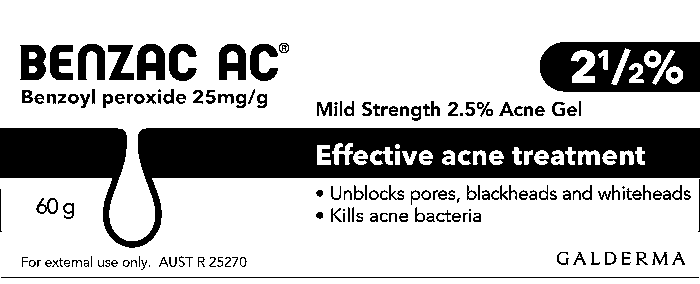 BENZAC AC®
2½%
Benzoyl peroxide 25mg/g
Mild Strength 2.5% Acne Gel
Effective acne treatment
• Unblocks pores, blackheads and whiteheads
• Kills acne bacteria
60 g
For external use only. AUST R 25270
GALDERMA